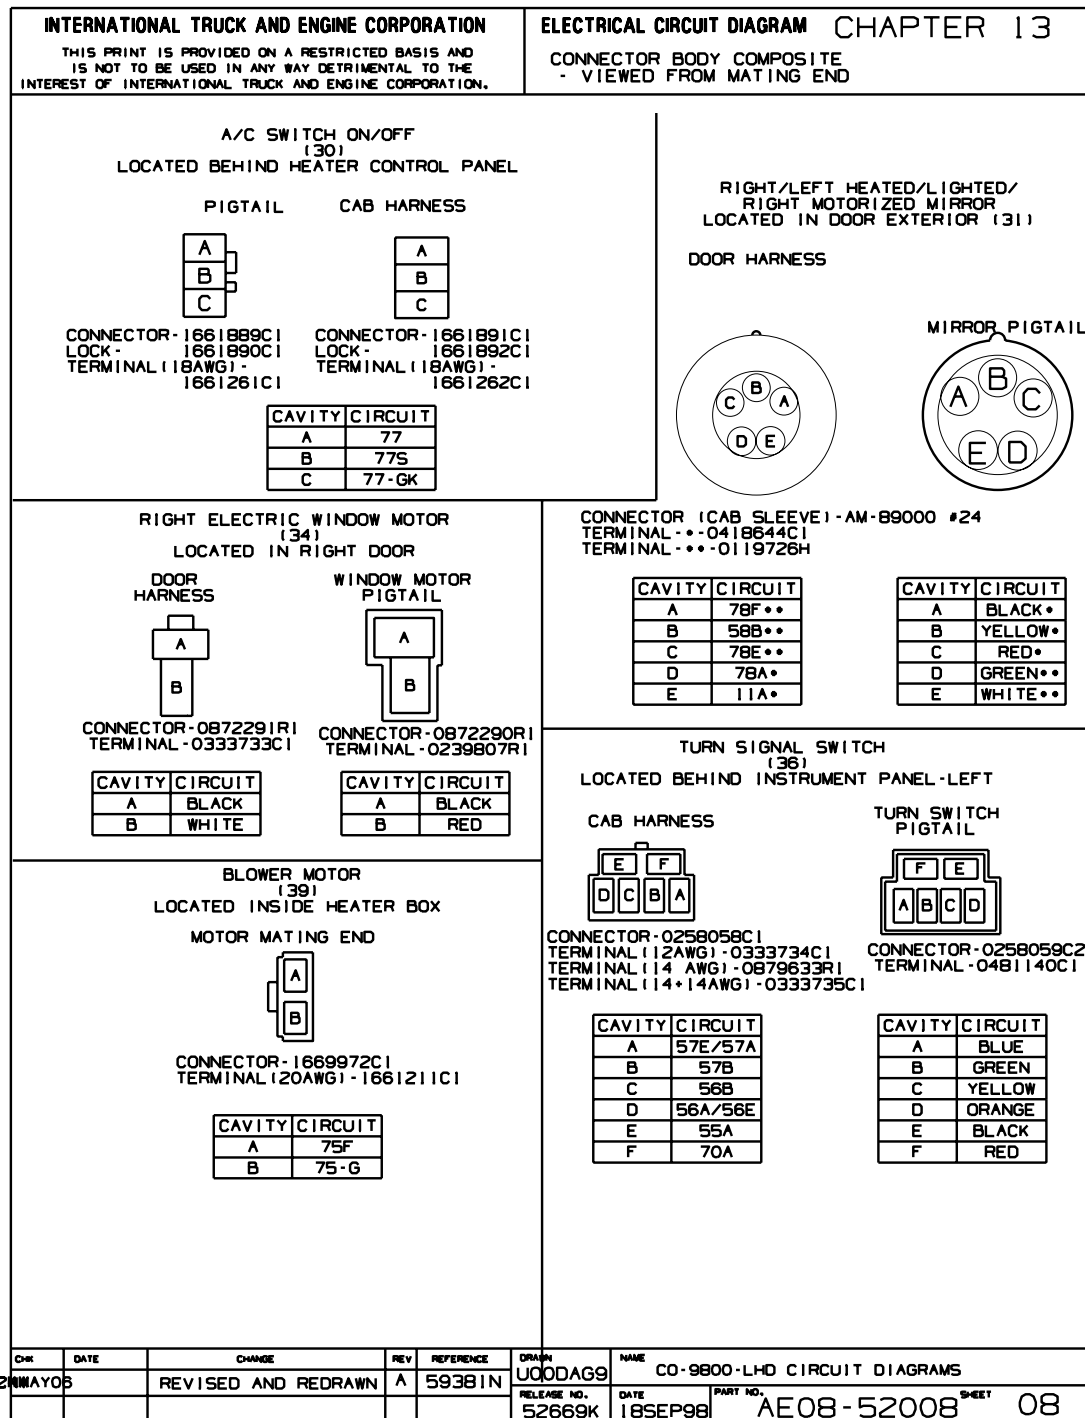 INTERNATIONAL TRUCK AND ENGINE CORPORATION
THIS PRINT IS PROVIDED ON A RESTRICTED BASIS AND
IS NOT TO BE USED IN ANY WAY DETRIMENTAL TO THE
INTEREST OF INTERNATIONAL TRUCK AND ENGINE CORPORATION.
ELECTRICAL CIRCUIT DIAGRAM CHAPTER 13
CONNECTOR BODY COMPOSITE
- VIEWED FROM MATING END
A/C SWITCH ON/OFF
(30)
LOCATED BEHIND HEATER CONTROL PANEL
PIGTAIL CAB HARNESS
A A
B B
C C
CONNECTOR-1661889C1 CONNECTOR-1661891C1
LOCK- 1661890C1 LOCK- 1661892C1
TERMINAL(18AWG)- TERMINAL(18AWG)-
1661261C1 1661262C1
CAVITY CIRCUIT
A 77
B 77S
C 77-GK
RIGHT/LEFT HEATED/LIGHTED/
RIGHT MOTORIZED MIRROR
LOCATED IN DOOR EXTERIOR (31)
DOOR HARNESS
MIRROR PIGTAIL
B
C A
D E
B
A C
E D
CONNECTOR (CAB SLEEVE)-AM-89000 #24
TERMINAL-•-0418644C1
TERMINAL-••-0119726H
CAVITY CIRCUIT
A 78F••
B 58B••
C 78E••
D 78A•
E 11A•
CAVITY CIRCUIT
A BLACK•
B YELLOW•
C RED•
D GREEN••
E WHITE••
RIGHT ELECTRIC WINDOW MOTOR
(34)
LOCATED IN RIGHT DOOR
DOOR HARNESS
WINDOW MOTOR PIGTAIL
A A
B B
CONNECTOR-0872291R1
TERMINAL-0333733C1
CONNECTOR-0872290R1
TERMINAL-0239807R1
CAVITY CIRCUIT
A BLACK
B WHITE
CAVITY CIRCUIT
A BLACK
B RED
TURN SIGNAL SWITCH
(36)
LOCATED BEHIND INSTRUMENT PANEL-LEFT
CAB HARNESS
TURN SWITCH
PIGTAIL
E F
D C B A
F E
A B C D
CONNECTOR-0258058C1
TERMINAL(12AWG)-0333734C1
TERMINAL(14 AWG)-0879633R1
TERMINAL(14+14AWG)-0333735C1
CONNECTOR-0258059C2
TERMINAL-0481140C1
CAVITY CIRCUIT
A 57E/57A
B 57B
C 56B
D 56A/56E
E 55A
F 70A
CAVITY CIRCUIT
A BLUE
B GREEN
C YELLOW
D ORANGE
E BLACK
F RED
BLOWER MOTOR
(39)
LOCATED INSIDE HEATER BOX
MOTOR MATING END
A
B
CONNECTOR-1669972C1
TERMINAL(20AWG)-1661211C1
CAVITY CIRCUIT
A 75F
B 75-G
CHK DATE CHANGE REV REFERENCE
MAY06 REVISED AND REDRAWN A 59381N
DRAWN
U00DAG9
NAME
CO-9800-LHD CIRCUIT DIAGRAMS
RELEASE NO.
52669K
DATE
18SEP98
PART NO.
AE08-52008
SHEET
08